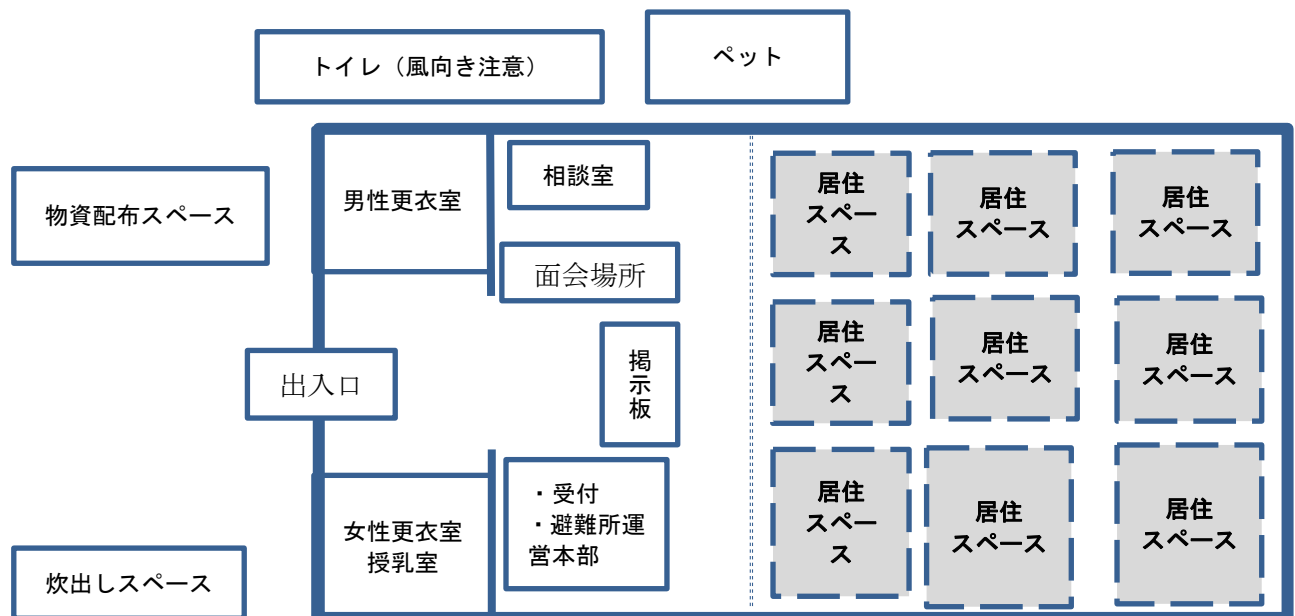 トイレ（風向き注意）
ペット
物資配布スペース
男性更衣室
相談室
面会場所
出入口
掲
示
板
女性更衣室
授乳室
・受付
・避難所運
営本部
炊出しスペース
居住
スペー
ス
居住
スペース
居住
スペース
居住
スペー
ス
居住
スペース
居住
スペース
居住
スペー
ス
居住
スペース
居住
スペース